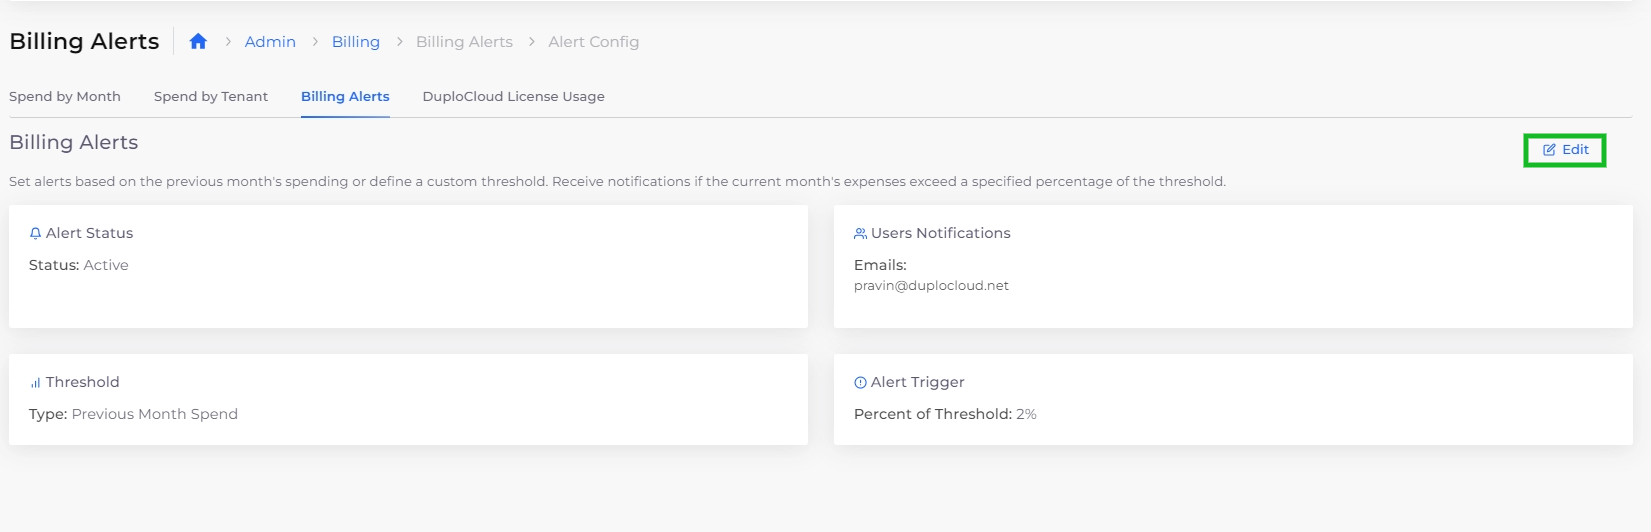 Billing Alerts
Admin > Billing > Billing Alerts > Alert Config
Spend by Month Spend by Tenant Billing Alerts DuploCloud License Usage
Billing Alerts
Edit
Set alerts based on the previous month's spending or define a custom threshold. Receive notifications if the current month's expenses exceed a specified percentage of the threshold.
Alert Status
Status: Active
Users Notifications
Emails:
pravin@duplocloud.net
Threshold
Type: Previous Month Spend
Alert Trigger
Percent of Threshold: 2%